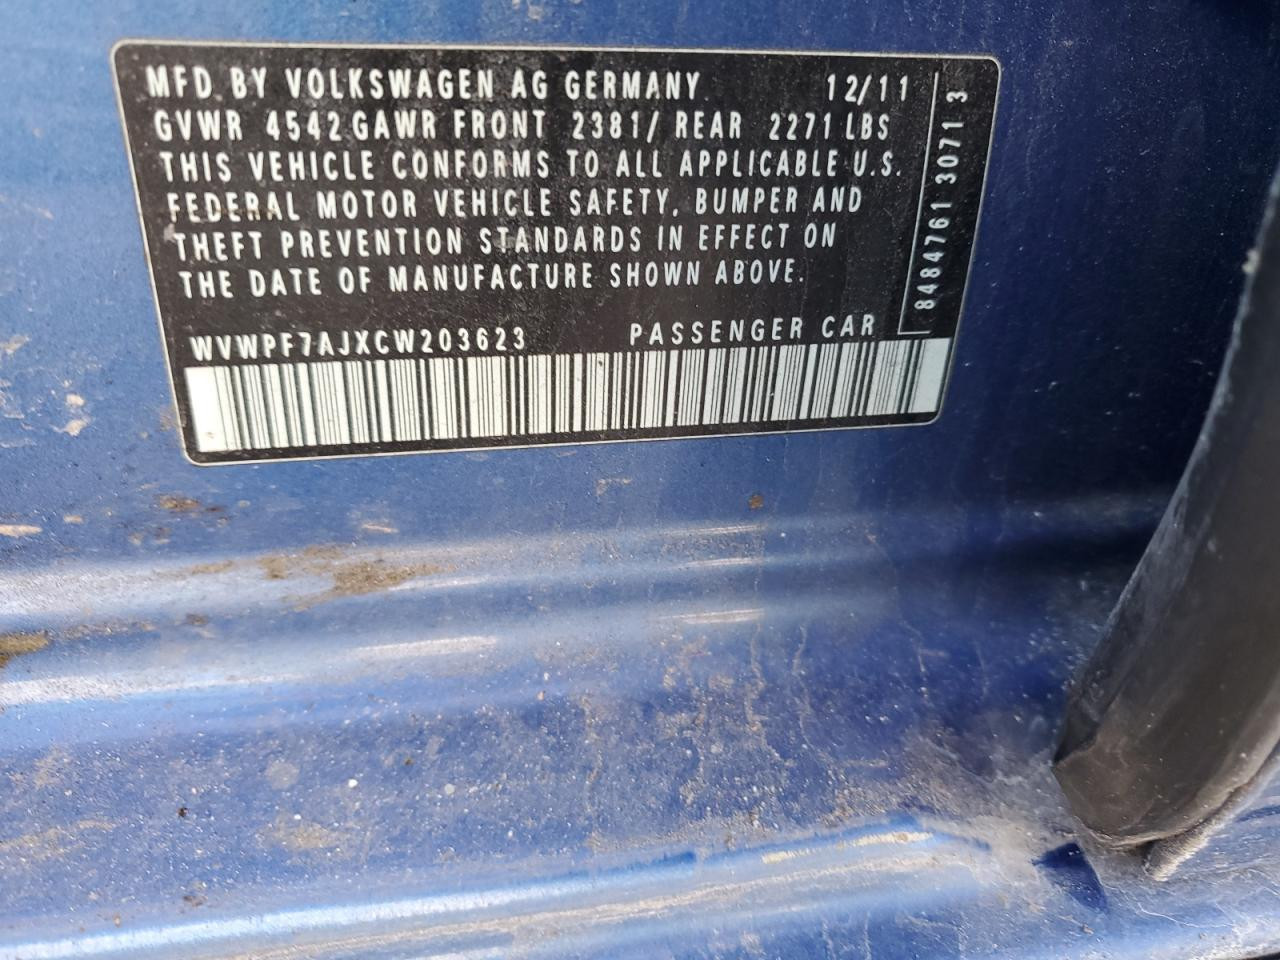 MFD BY VOLKSWAGEN AG GERMANY 12/11
GVWR 4542 GAWR FRONT 2381/ REAR 2271 LBS
THIS VEHICLE CONFORMS TO ALL APPLICABLE U.S.
FEDERAL MOTOR VEHICLE SAFETY, BUMPER AND
THEFT PREVENTION STANDARDS IN EFFECT ON
THE DATE OF MANUFACTURE SHOWN ABOVE.
WVWPF7AJXCW203623 PASSENGER CAR
8484761 3071 3